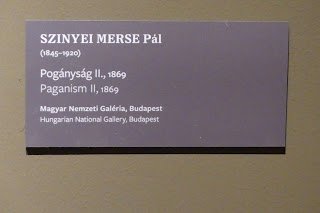 SZINYEI MERSE Pál
(1845–1920)
Pogányság II., 1869
Paganism II, 1869
Magyar Nemzeti Galéria, Budapest
Hungarian National Gallery, Budapest